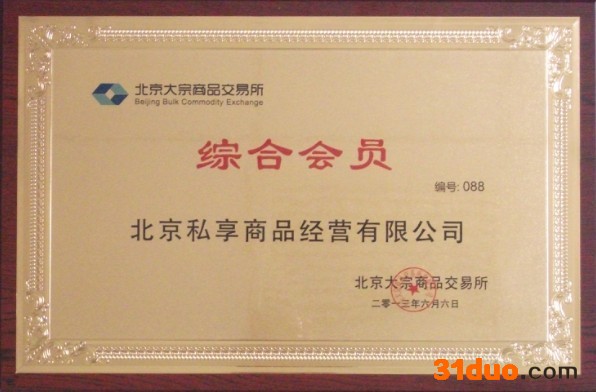 北京大宗商品交易所
Beijing Bulk Commodity Exchange
综合会员
编号: 088
北京私享商品经营有限公司
北京大宗商品交易所
二零一三年六月六日
31duo.com